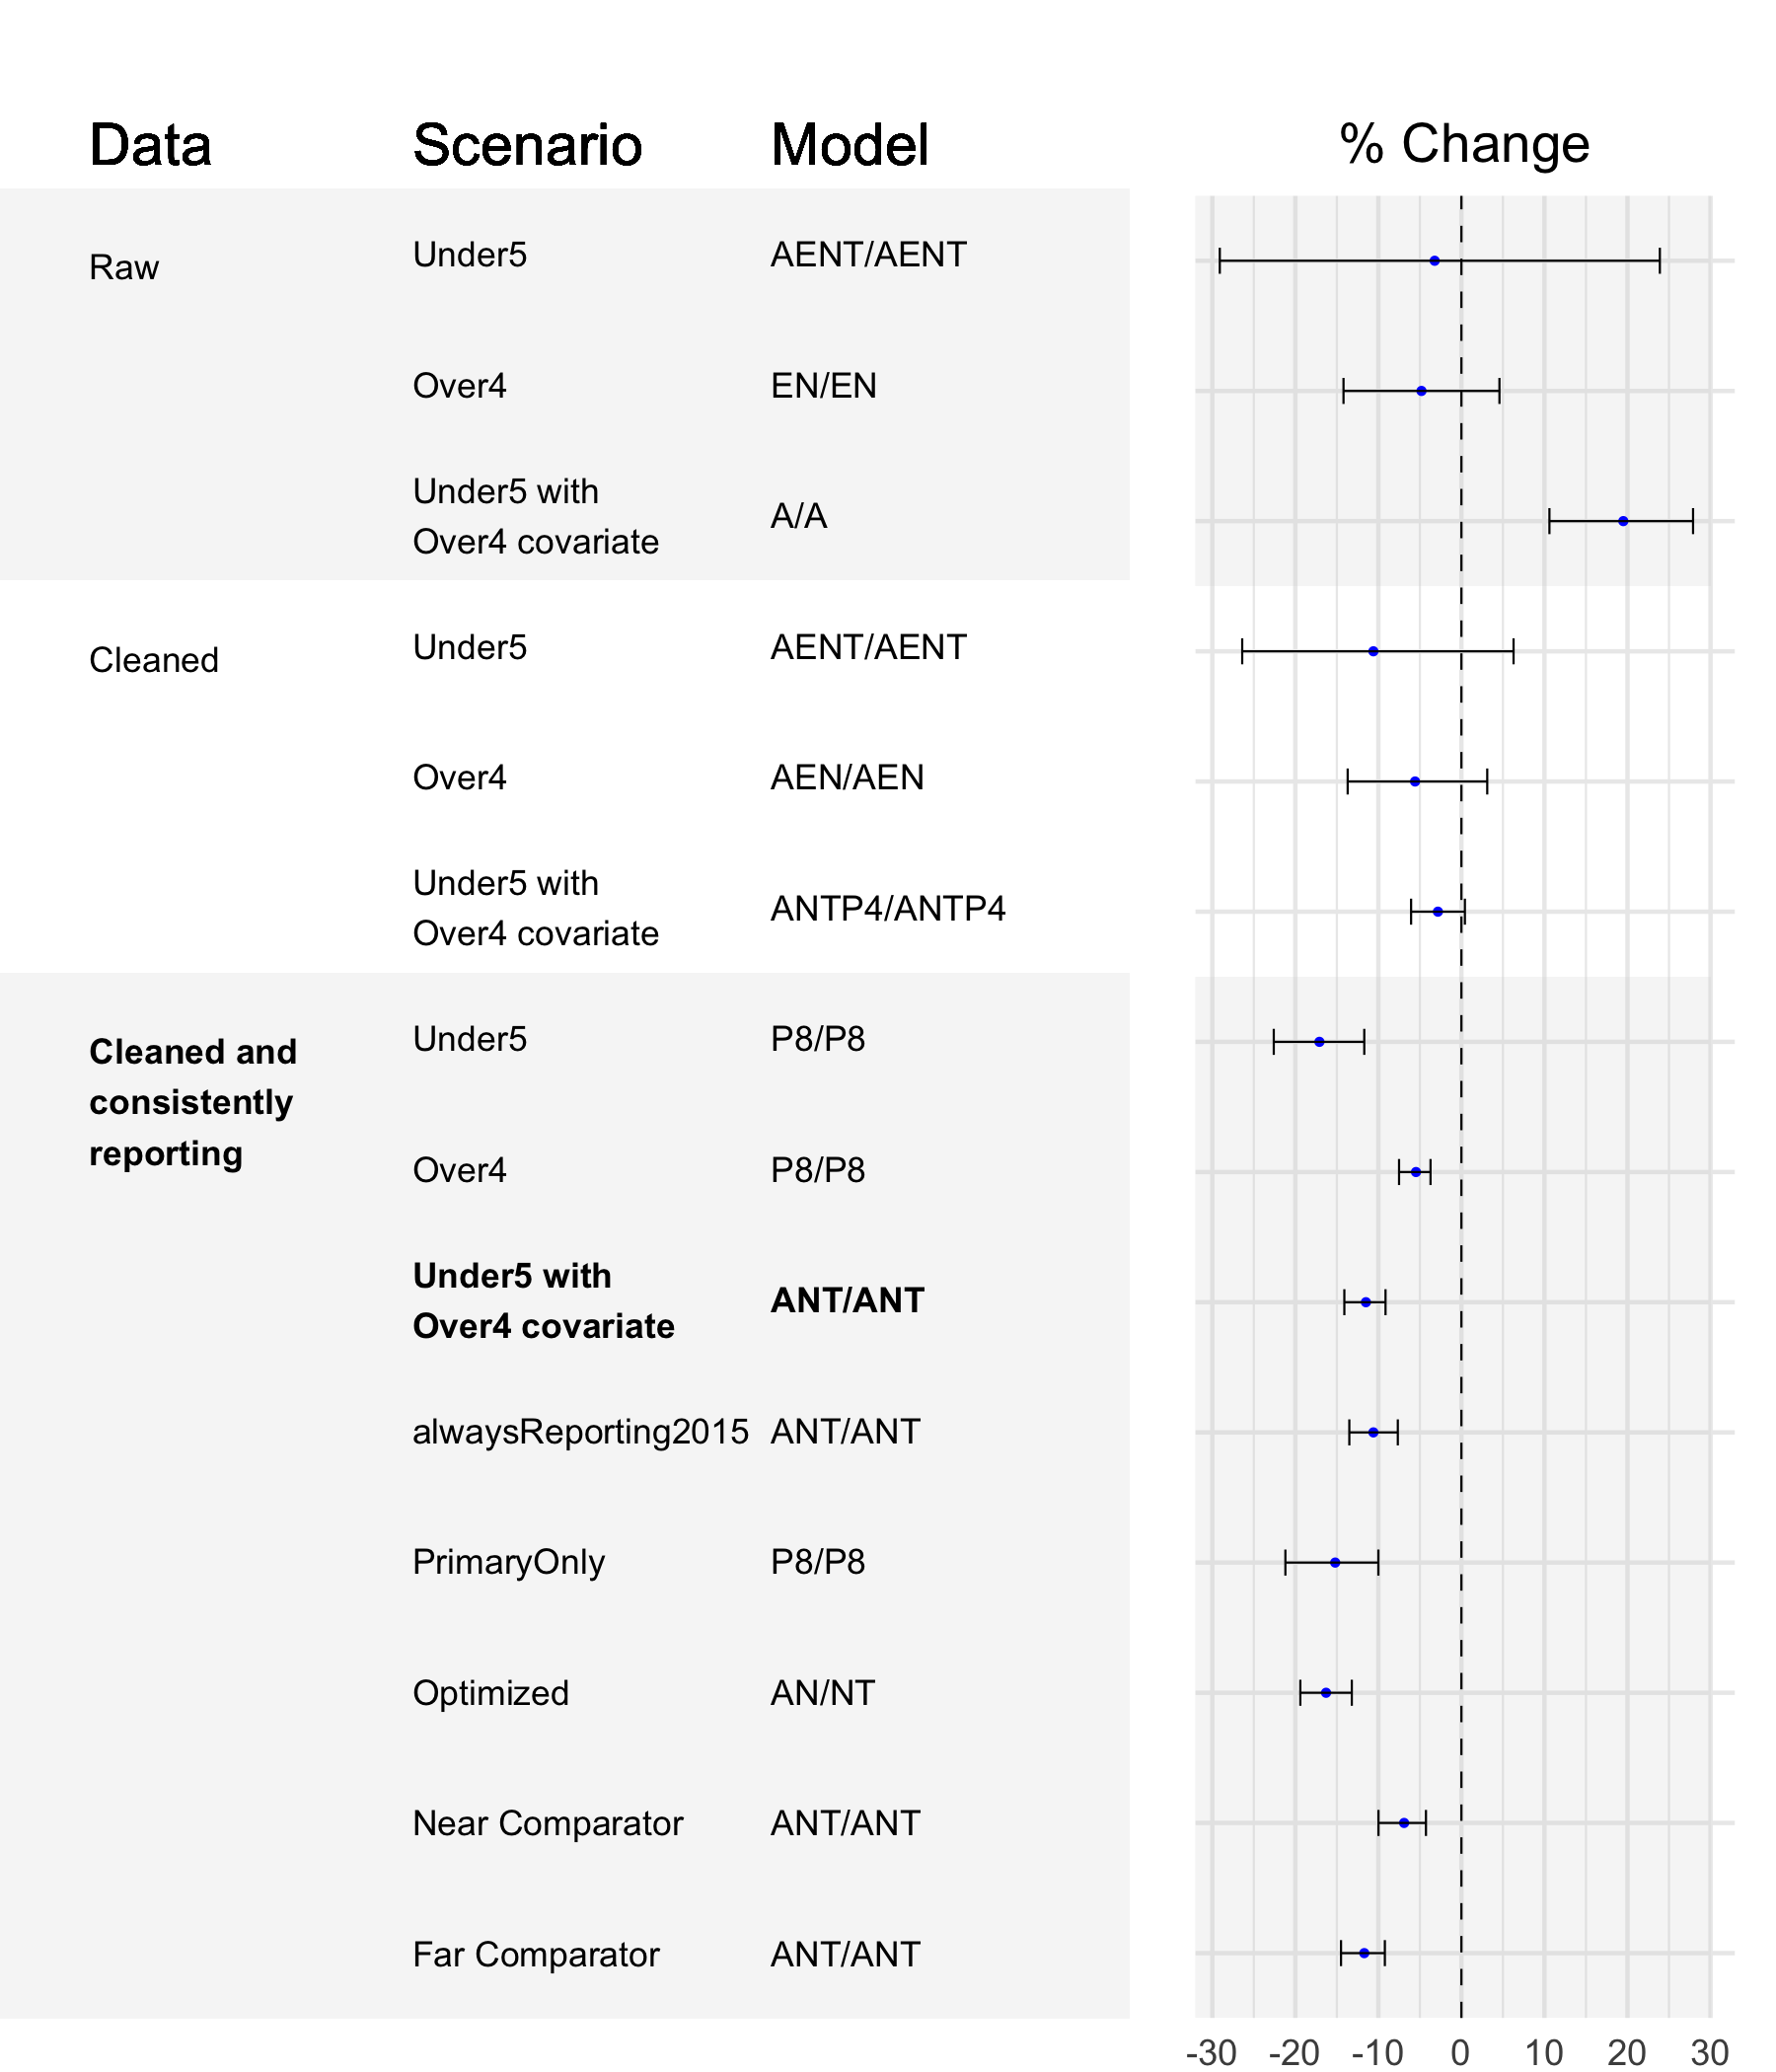 Data Scenario Model % Change
Raw Under5 AENT/AENT
Over4 EN/EN
Under5 with
Over4 covariate A/A
Cleaned Under5 AENT/AENT
Over4 AEN/AEN
Under5 with
Over4 covariate ANTP4/ANTP4
Cleaned and
consistently
reporting
Under5 P8/P8
Over4 P8/P8
Under5 with
Over4 covariate ANT/ANT
alwaysReporting2015 ANT/ANT
PrimaryOnly P8/P8
Optimized AN/NT
Near Comparator ANT/ANT
Far Comparator ANT/ANT
-30 -20 -10 0 10 20 30